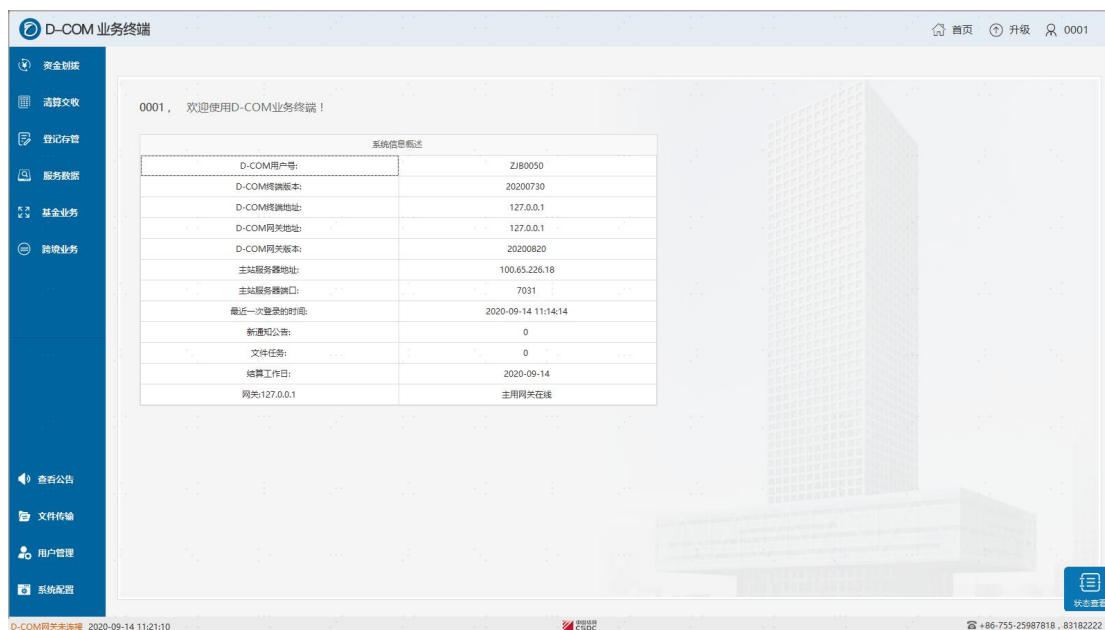 D-COM 业务终端
首页 升级 0001
资金划拨
清算交收
登记存管
服务数据
基金业务
跨境业务
查看公告
文件传输
用户管理
系统配置
0001， 欢迎使用D-COM业务终端！
系统信息概述
D-COM用户号: ZJB0050
D-COM终端版本: 20200730
D-COM终端地址: 127.0.0.1
D-COM网关地址: 127.0.0.1
D-COM网关版本: 20200820
主站服务器地址: 100.65.226.18
主站服务器端口: 7031
最近一次登录的时间: 2020-09-14 11:14:14
新通知公告: 0
文件任务: 0
结算工作日: 2020-09-14
网关:127.0.0.1 主用网关在线
状态查看
D-COM网关未连接 2020-09-14 11:21:10
中国结算
CSDC
+86-755-25987818，83182222